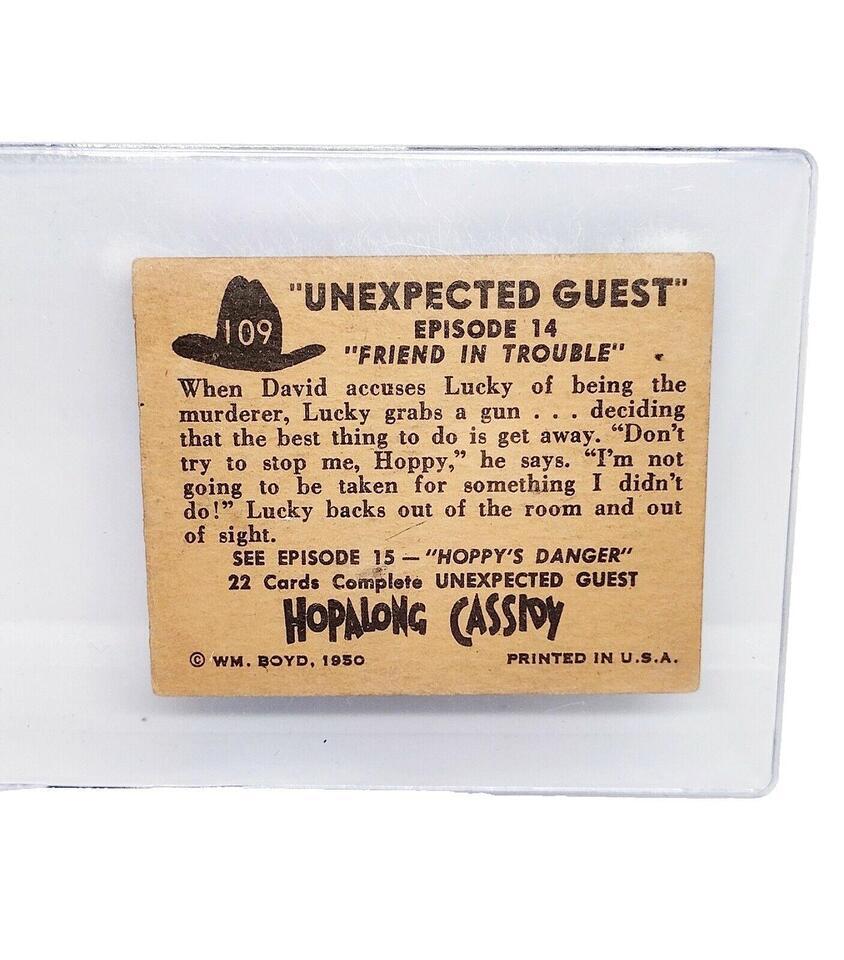 109
"UNEXPECTED GUEST"
EPISODE 14
"FRIEND IN TROUBLE"
When David accuses Lucky of being the
murderer, Lucky grabs a gun . . . deciding
that the best thing to do is get away. “Don't
try to stop me, Hoppy,” he says. “I'm not
going to be taken for something I didn't
do!” Lucky backs out of the room and out
of sight.
SEE EPISODE 15 — "HOPPY'S DANGER"
22 Cards Complete UNEXPECTED GUEST
HOPALONG CASSIDY
© WM. BOYD, 1950 PRINTED IN U.S.A.